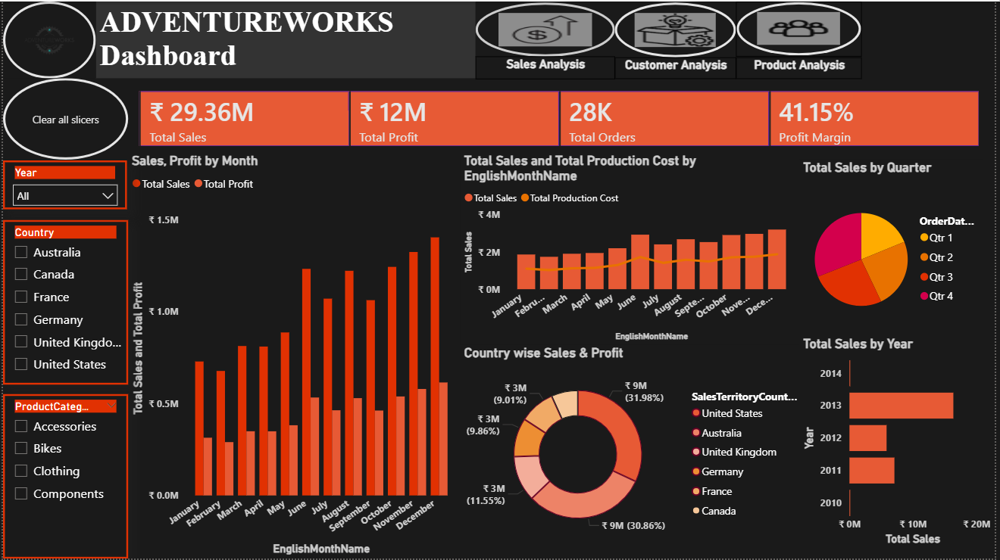 ADVENTUREWORKS
Dashboard
Sales Analysis
Customer Analysis
Product Analysis
Clear all slicers
₹ 29.36M
Total Sales
₹ 12M
Total Profit
28K
Total Orders
41.15%
Profit Margin
Year
All
Country
Australia
Canada
France
Germany
United Kingdo...
United States
ProductCateg...
Accessories
Bikes
Clothing
Components
Sales, Profit by Month
Total Sales
Total Profit
Total Sales and Total Profit
₹ 1.5M
₹ 1.0M
₹ 0.5M
₹ 0.0M
January
February
March
April
May
June
July
August
September
October
November
December
EnglishMonthName
Total Sales and Total Production Cost by
EnglishMonthName
Total Sales
Total Production Cost
Total Sales
₹ 4M
₹ 2M
₹ 0M
January
Febru...
March
April
May
June
July
August
Septe...
October
Nove...
Dece...
EnglishMonthName
Total Sales by Quarter
OrderDat...
Qtr 1
Qtr 2
Qtr 3
Qtr 4
Country wise Sales & Profit
₹ 9M
(31.98%)
₹ 9M (30.86%)
₹ 3M
(11.55%)
₹ 3M
(9.86%)
₹ 3M
(9.01%)
SalesTerritoryCount...
United States
Australia
United Kingdom
Germany
France
Canada
Total Sales by Year
Year
2014
2013
2012
2011
2010
₹ 0M
₹ 10M
₹ 20M
Total Sales